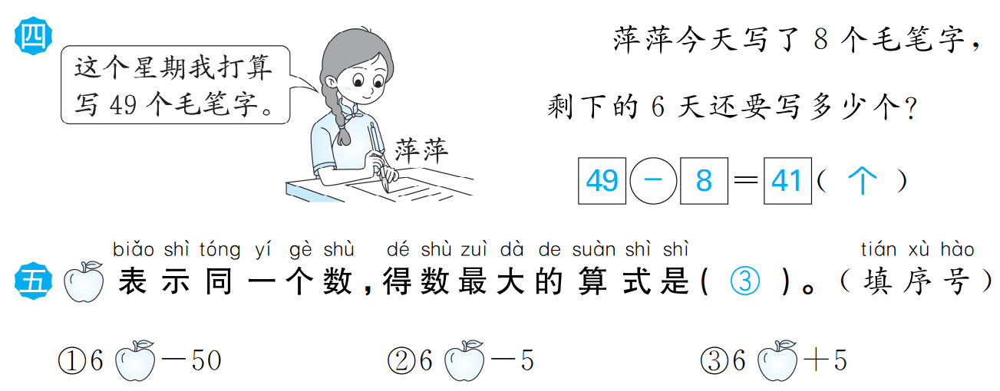 四
这个星期我打算
写 49 个毛笔字。
萍萍
萍萍今天写了 8 个毛笔字，
剩下的 6 天还要写多少个？
49 － 8 ＝ 41（ 个 ）
biǎo shì tóng yí gè shù dé shù zuì dà de suàn shì shì tián xù hào
五 表示同一个数，得数最大的算式是（ ③ ）。（填序号）
①6 －50 ②6 －5 ③6 ＋5